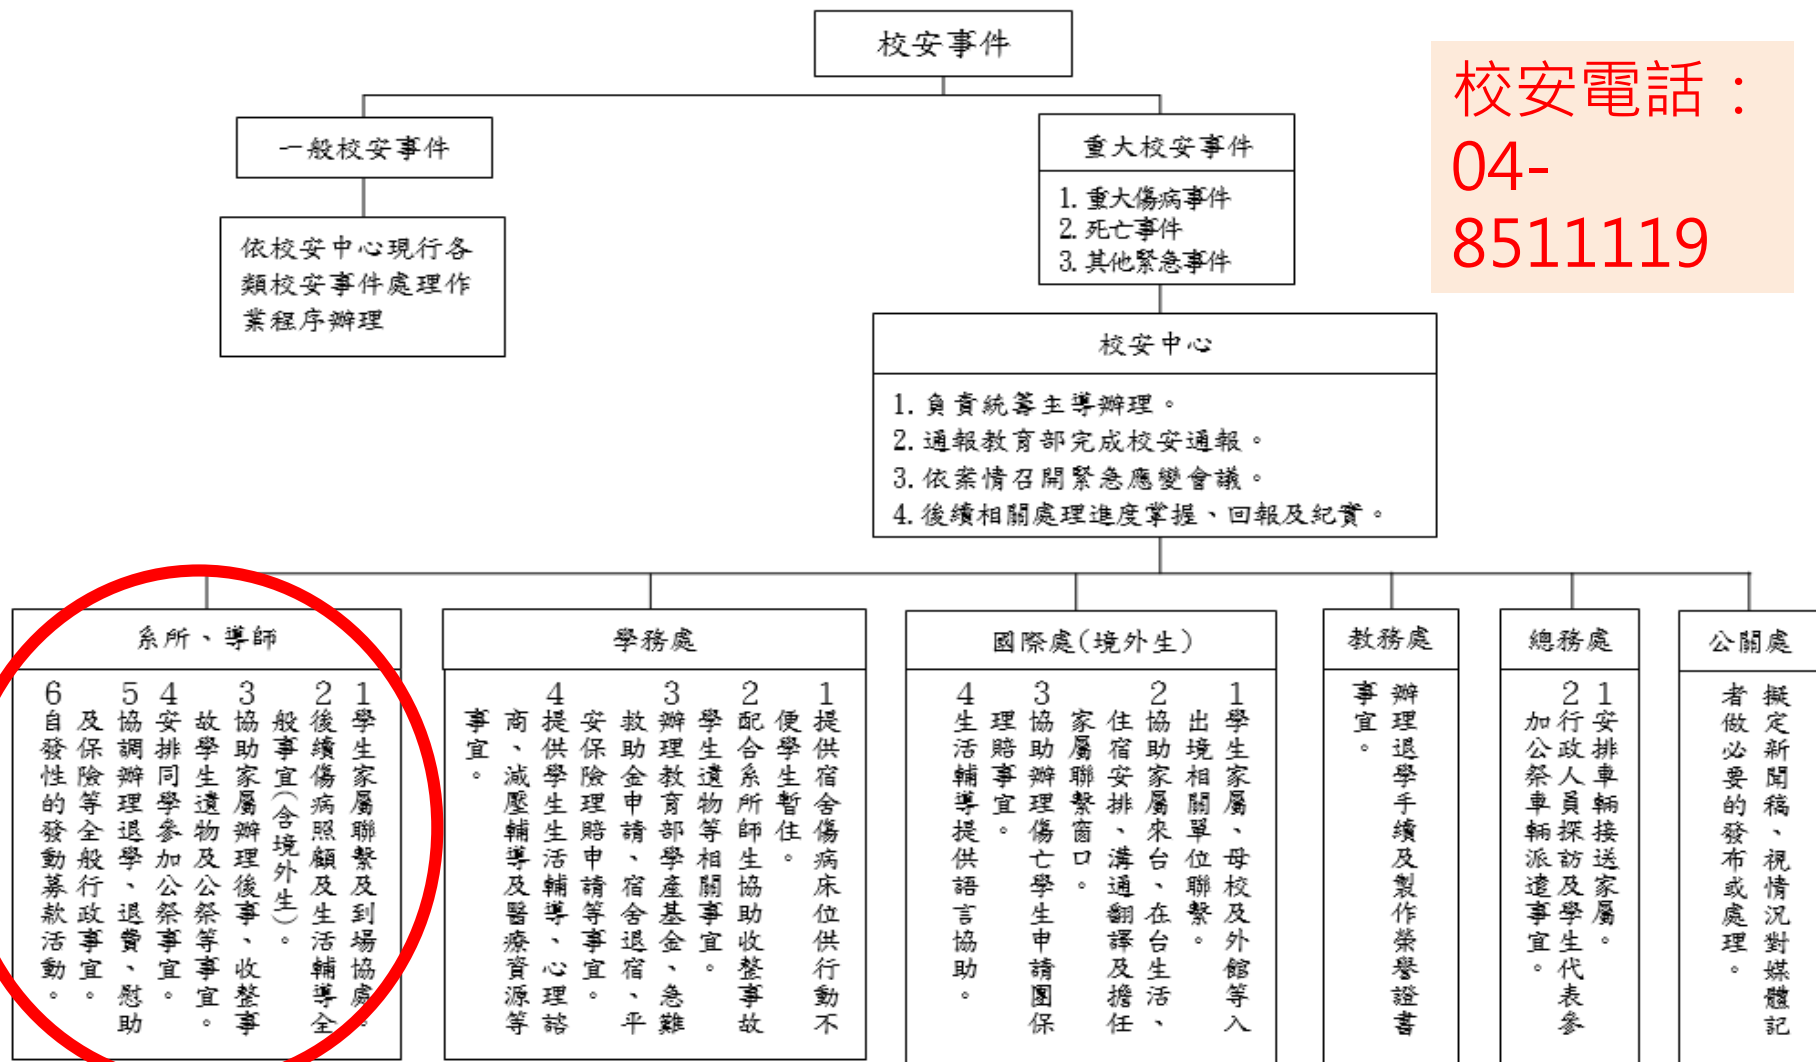 校安事件
校安電話：
04-
8511119
一般校安事件
依校安中心現行各
類校安事件處理作
業程序辦理
重大校安事件
1. 重大傷病事件
2. 死亡事件
3. 其他緊急事件
校安中心
1. 負責統籌主導辦理。
2. 通報教育部完成校安通報。
3. 依案情召開緊急應變會議。
4. 後續相關處理進度掌握、回報及紀實。
系所、導師
1學生家屬聯繫及到場協處。
2後續傷病照顧及生活輔導全
般事宜(含境外生)。
3協助家屬辦理後事、收整事
故學生遺物及公祭等事宜。
4安排同學參加公祭事宜。
5協調辦理退學、退費、慰助
及保險等全般行政事宜。
6自發性的發動募款活動。
學務處
1提供宿舍傷病床位供行動不
便學生暫住。
2配合系所師生協助收整事故
學生遺物等相關事宜。
3辦理教育部學產基金、急難
救助金申請、宿舍退宿、平
安保險理賠申請等事宜。
4提供學生生活輔導、心理諮
商、減壓輔導及醫療資源等
事宜。
國際處(境外生)
1學生家屬、母校及外館等入
出境相關單位聯繫。
2協助家屬來台、在台生活、
住宿安排、溝通翻譯及擔任
家屬聯繫窗口。
3協助辦理傷亡學生申請團保
理賠事宜。
4生活輔導提供語言協助。
教務處
辦理退學手續及製作榮譽證書
事宜。
總務處
1安排車輛接送家屬。
2行政人員探訪及學生代表參
加公祭車輛派遣事宜。
公關處
擬定新聞稿、視情況對媒體記
者做必要的發布或處理。